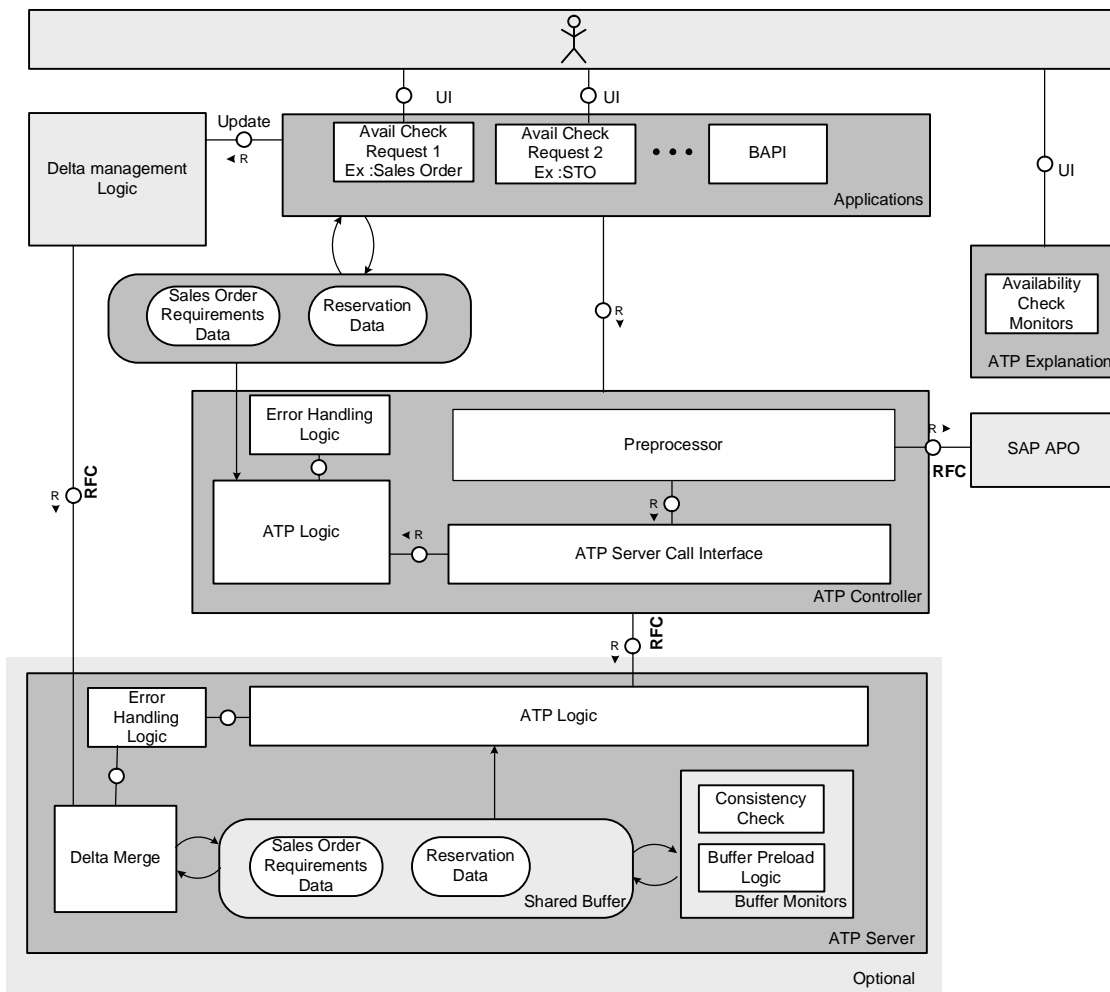 UI
UI
Update
R
Delta management
Logic
Avail Check
Request 1
Ex :Sales Order
Avail Check
Request 2
Ex :STO
• • •
BAPI
Applications
UI
Sales Order
Requirements
Data
Reservation
Data
R
Availability
Check
Monitors
ATP Explanation
Error Handling
Logic
Preprocessor
R
RFC
SAP APO
R
RFC
R
ATP Logic
R
ATP Server Call Interface
ATP Controller
R
RFC
Error
Handling
Logic
ATP Logic
Delta Merge
Sales Order
Requirements
Data
Reservation
Data
Shared Buffer
Consistency
Check
Buffer Preload
Logic
Buffer Monitors
ATP Server
Optional